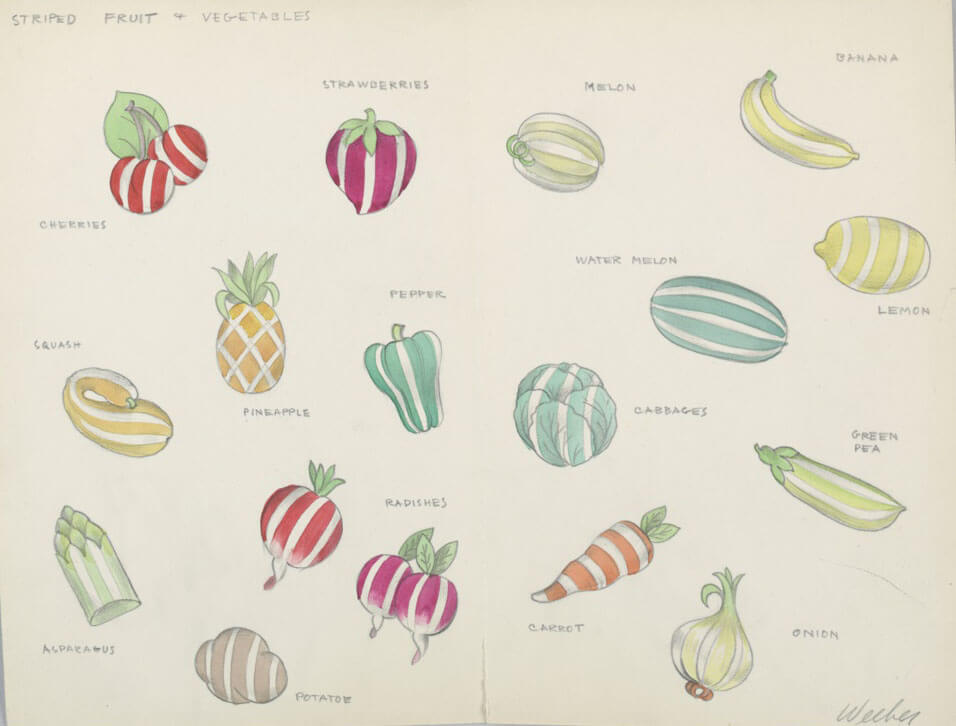 STRIPED FRUIT + VEGETABLES
BANANA
STRAWBERRIES
MELON
CHERRIES
WATER MELON
PEPPER
LEMON
SQUASH
PINEAPPLE
CABBAGES
GREEN
PEA
RADISHES
CARROT
ONION
ASPARAGUS
POTATOE